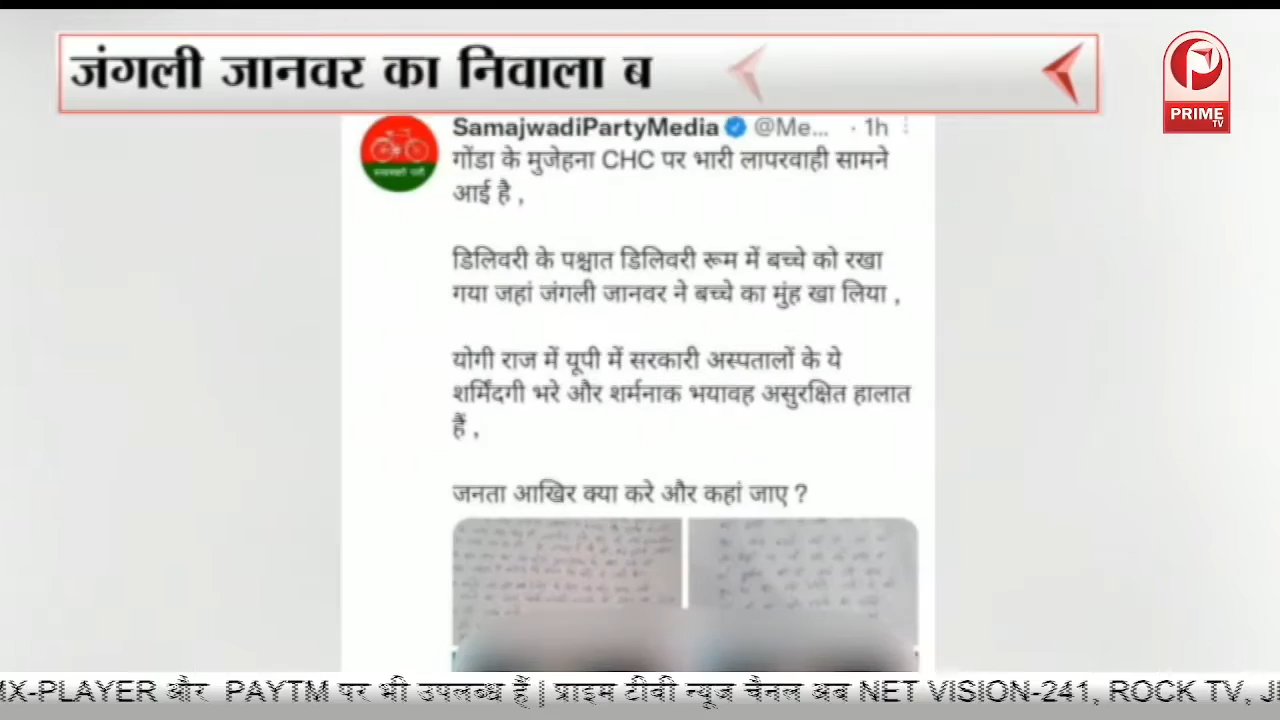 जंगली जानवर का निवाला ब
PRIME
TV
SamajwadiPartyMedia @Me... · 1h
गोंडा के मुजेहना CHC पर भारी लापरवाही सामने
आई है ,
डिलिवरी के पश्चात डिलिवरी रूम में बच्चे को रखा
गया जहां जंगली जानवर ने बच्चे का मुंह खा लिया ,
योगी राज में यूपी में सरकारी अस्पतालों के ये
शर्मिंदगी भरे और शर्मनाक भयावह असुरक्षित हालात
हैं ,
जनता आखिर क्या करे और कहां जाए ?
MX-PLAYER और PAYTM पर भी उपलब्ध हैं | प्राइम टीवी न्यूज चैनल अब NET VISION-241, ROCK TV, J